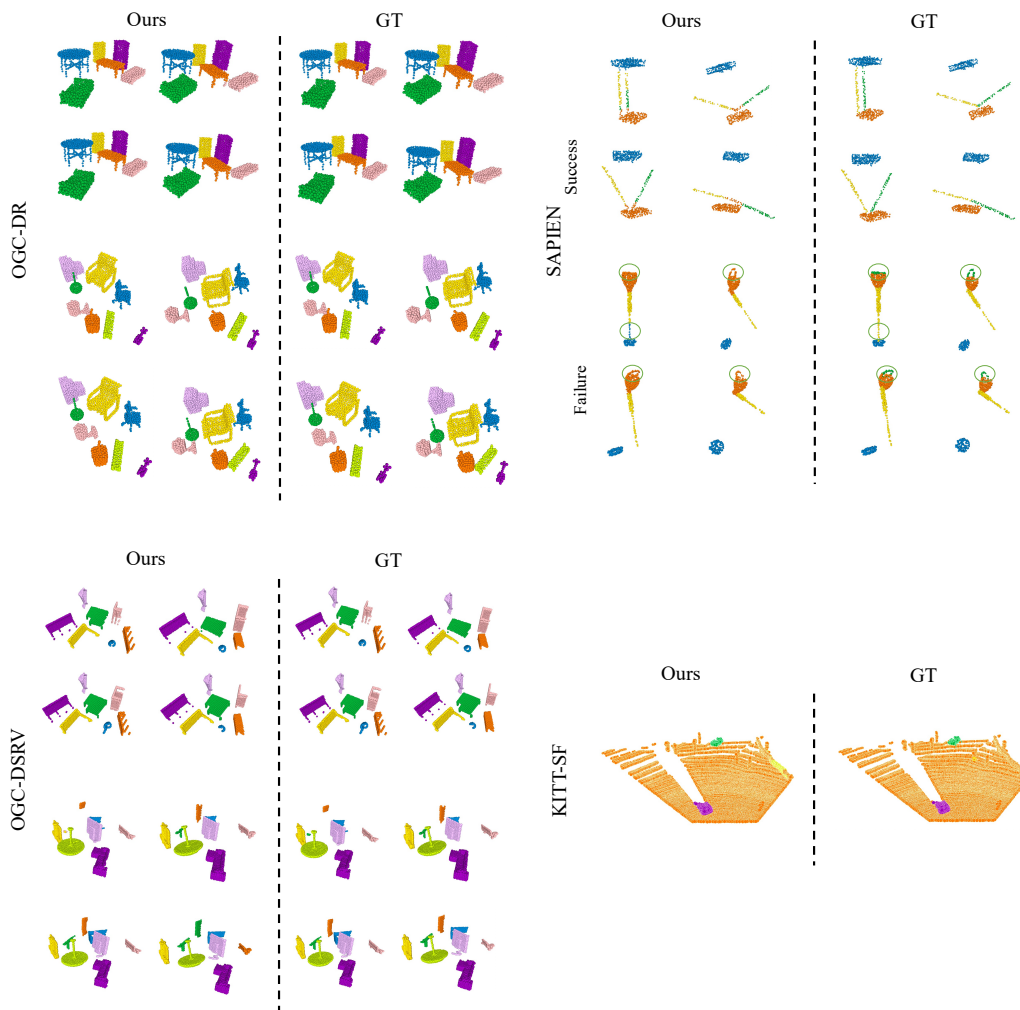 Ours
GT
OGC-DR
Ours
GT
Success
SAPIEN
Failure
Ours
GT
OGC-DSRV
Ours
GT
KITT-SF